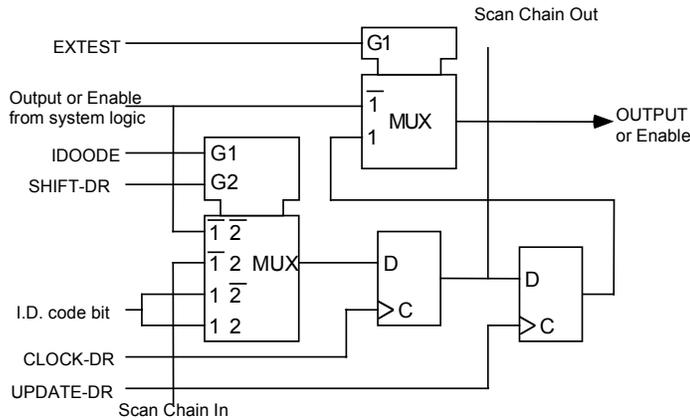 Scan Chain Out
EXTEST
G1
Output or Enable
from system logic
1̅
MUX
1
OUTPUT
or Enable
IDOODE
G1
SHIFT-DR
G2
1̅ 2̅
1̅ 2
MUX
1 2̅
1 2
D
C
D
C
I.D. code bit
CLOCK-DR
UPDATE-DR
Scan Chain In